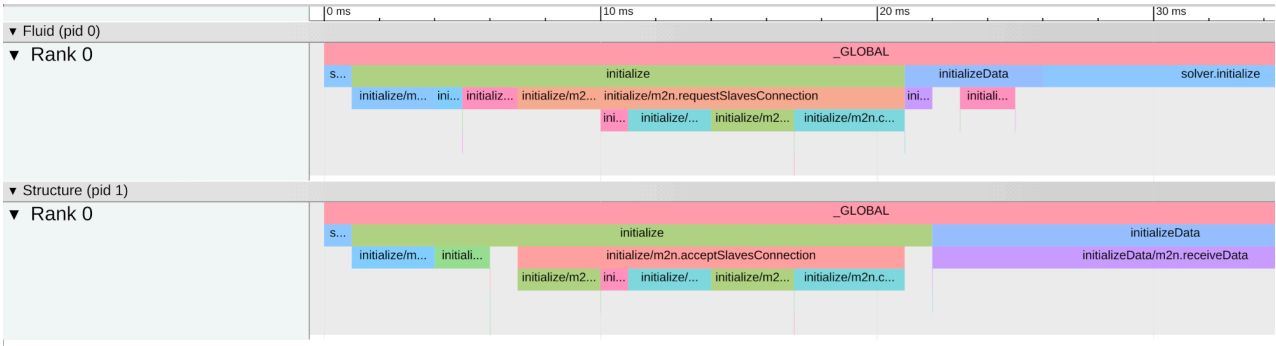 0 ms 10 ms 20 ms 30 ms
▼ Fluid (pid 0)
▼ Rank 0
_GLOBAL
s... initialize initializeData solver.initialize
initialize/m... ini... initializ... initialize/m2... initialize/m2n.requestSlavesConnection ini... initiali...
ini... initialize/... initialize/m2... initialize/m2n.c...
▼ Structure (pid 1)
▼ Rank 0
_GLOBAL
s... initialize initializeData
initialize/m... initiali... initialize/m2n.acceptSlavesConnection initializeData/m2n.receiveData
initialize/m2... ini... initialize/... initialize/m2... initialize/m2n.c...